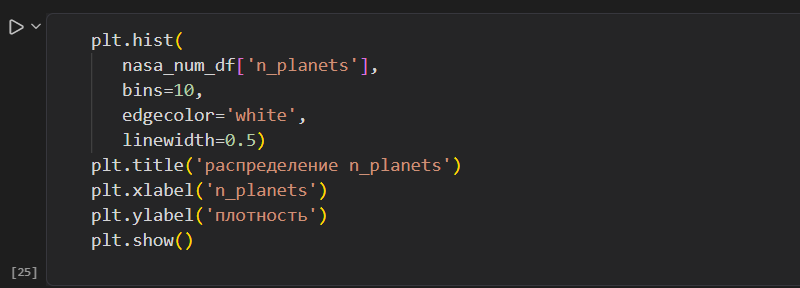 plt.hist(
nasa_num_df['n_planets'],
bins=10,
edgecolor='white',
linewidth=0.5)
plt.title('распределение n_planets')
plt.xlabel('n_planets')
plt.ylabel('плотность')
plt.show()
[25]